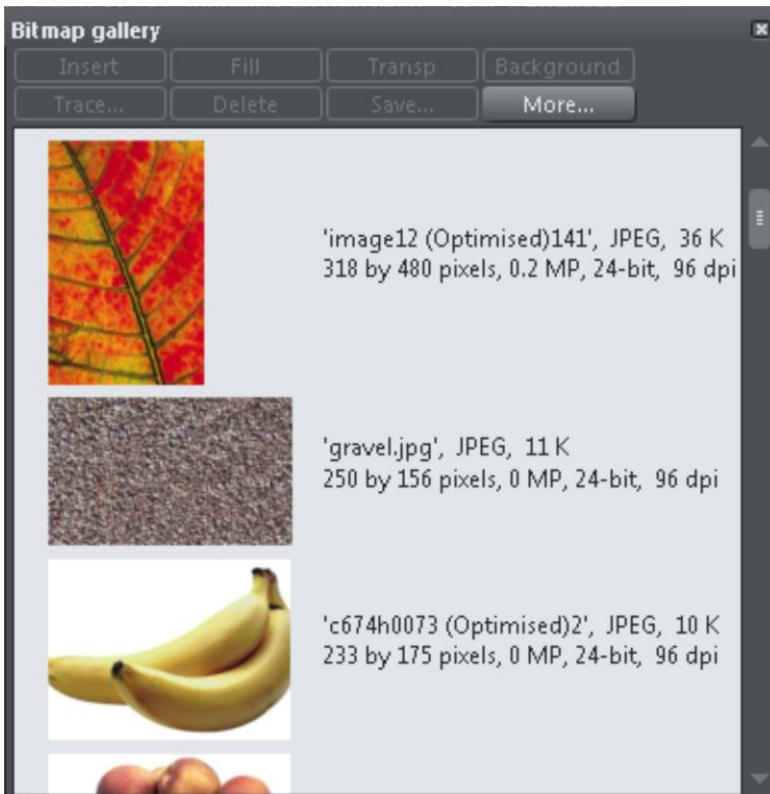 Bitmap gallery
Insert Fill Transp Background
Trace... Delete Save... More...
'image12 (Optimised)141', JPEG, 36 K
318 by 480 pixels, 0.2 MP, 24-bit, 96 dpi
'gravel.jpg', JPEG, 11 K
250 by 156 pixels, 0 MP, 24-bit, 96 dpi
'c674h0073 (Optimised)2', JPEG, 10 K
233 by 175 pixels, 0 MP, 24-bit, 96 dpi